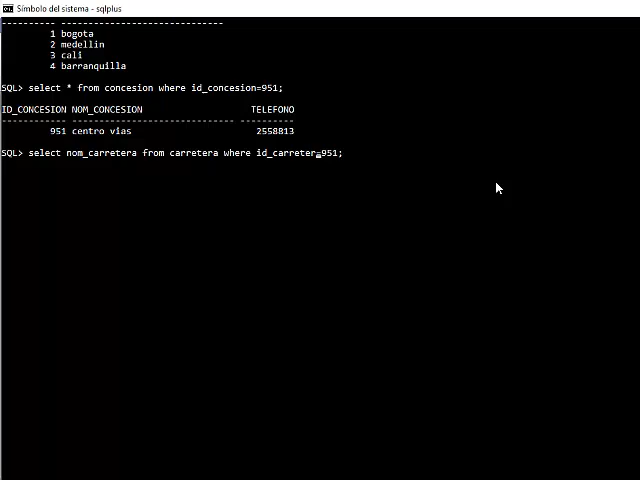 Símbolo del sistema - sqlplus
---------- ------------------------------
1 bogota
2 medellin
3 cali
4 barranquilla
SQL> select * from concesion where id_concesion=951;
ID_CONCESION NOM_CONCESION TELEFONO
------------ ------------------------------ ----------
951 centro vias 2558813
SQL> select nom_carretera from carretera where id_carreter=951;